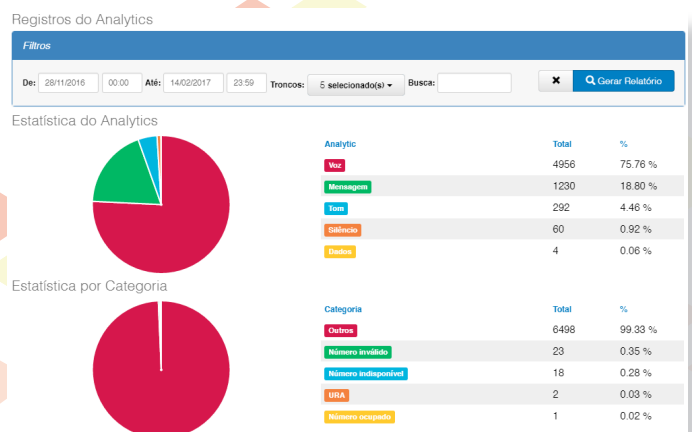 Registros do Analytics
Filtros
De: 28/11/2016 00:00 Até: 14/02/2017 23:59 Troncos: 5 selecionado(s) Busca: Gerar Relatório
Estatística do Analytics
Analytic Total %
Voz 4956 75.76 %
Mensagem 1230 18.80 %
Tom 292 4.46 %
Silêncio 60 0.92 %
Dados 4 0.06 %
Estatística por Categoria
Categoria Total %
Outros 6498 99.33 %
Número inválido 23 0.35 %
Número indisponível 18 0.28 %
URA 2 0.03 %
Número ocupado 1 0.02 %